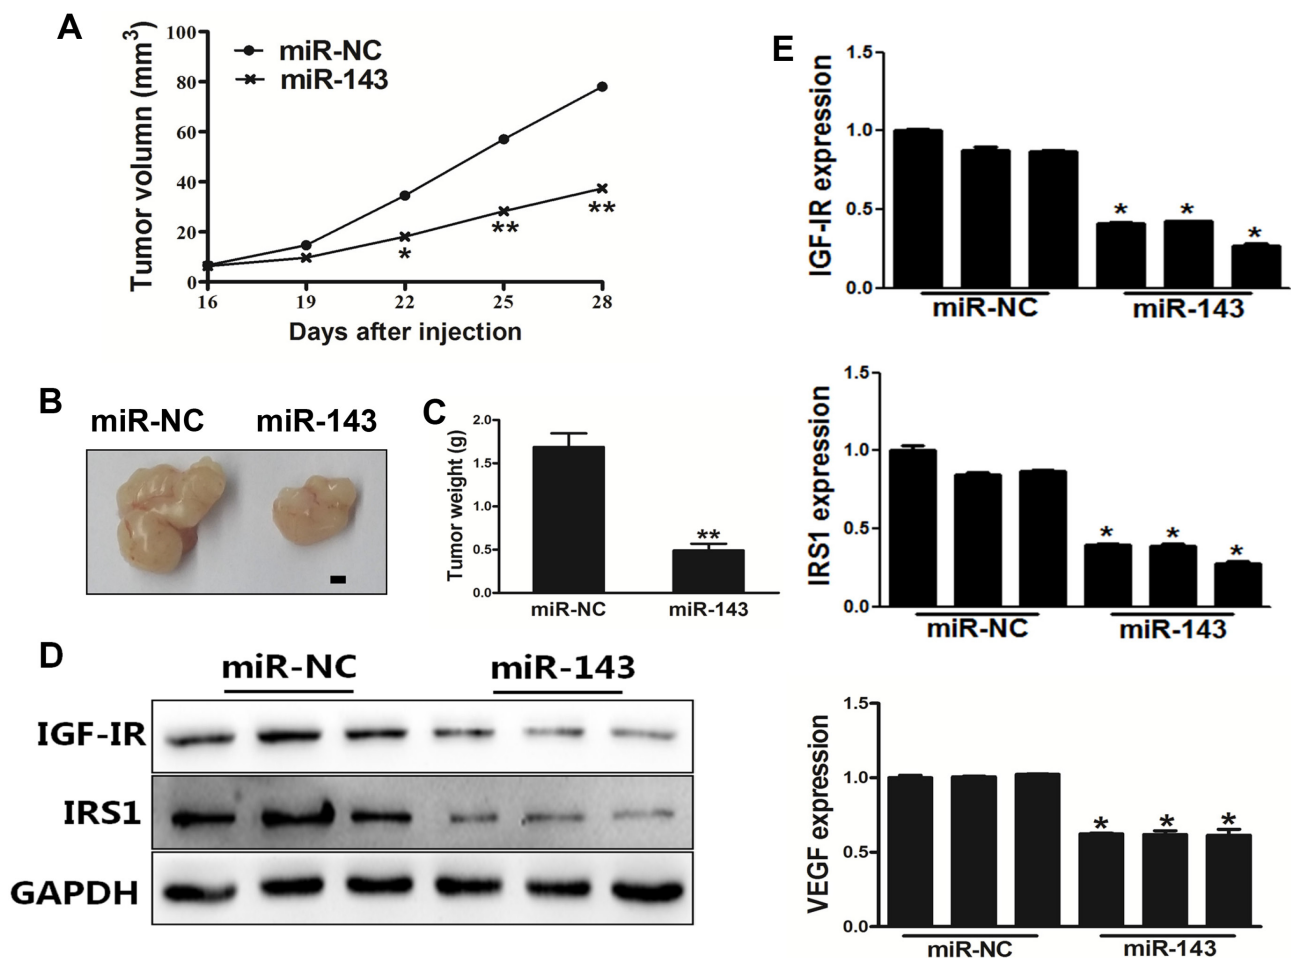 A
Tumor volumn (mm3)
100
80
60
40
20
0
miR-NC
miR-143
*
**
**
16 19 22 25 28
Days after injection
B
miR-NC miR-143
C
Tumor weight (g)
2.0
1.5
1.0
0.5
0.0
**
miR-NC miR-143
D
miR-NC miR-143
IGF-IR
IRS1
GAPDH
E
IGF-IR expression
1.5
1.0
0.5
0.0
* * *
miR-NC miR-143
IRS1 expression
1.5
1.0
0.5
0.0
* * *
miR-NC miR-143
VEGF expression
1.5
1.0
0.5
0.0
* * *
miR-NC miR-143